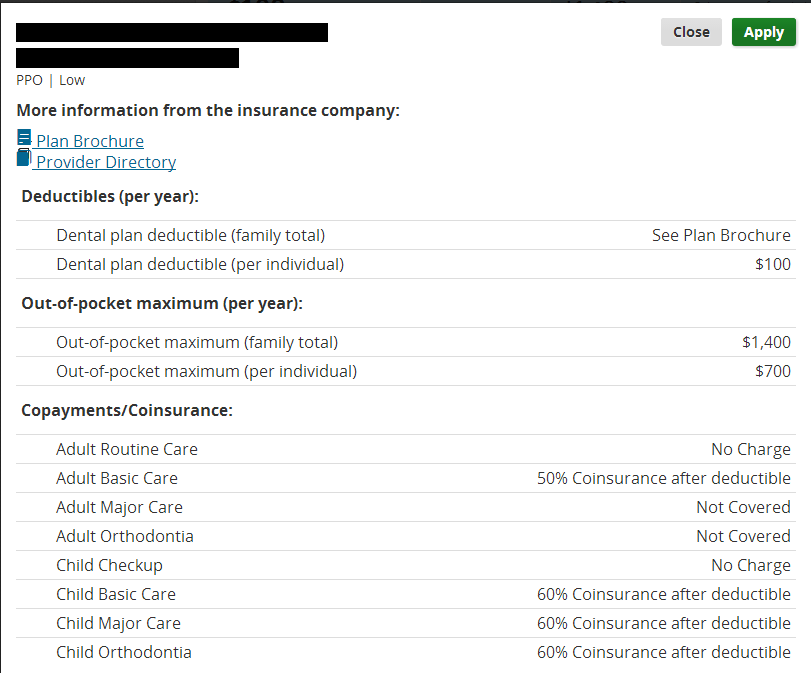 Close Apply
PPO | Low
More information from the insurance company:
Plan Brochure
Provider Directory
Deductibles (per year):
Dental plan deductible (family total) See Plan Brochure
Dental plan deductible (per individual) $100
Out-of-pocket maximum (per year):
Out-of-pocket maximum (family total) $1,400
Out-of-pocket maximum (per individual) $700
Copayments/Coinsurance:
Adult Routine Care No Charge
Adult Basic Care 50% Coinsurance after deductible
Adult Major Care Not Covered
Adult Orthodontia Not Covered
Child Checkup No Charge
Child Basic Care 60% Coinsurance after deductible
Child Major Care 60% Coinsurance after deductible
Child Orthodontia 60% Coinsurance after deductible